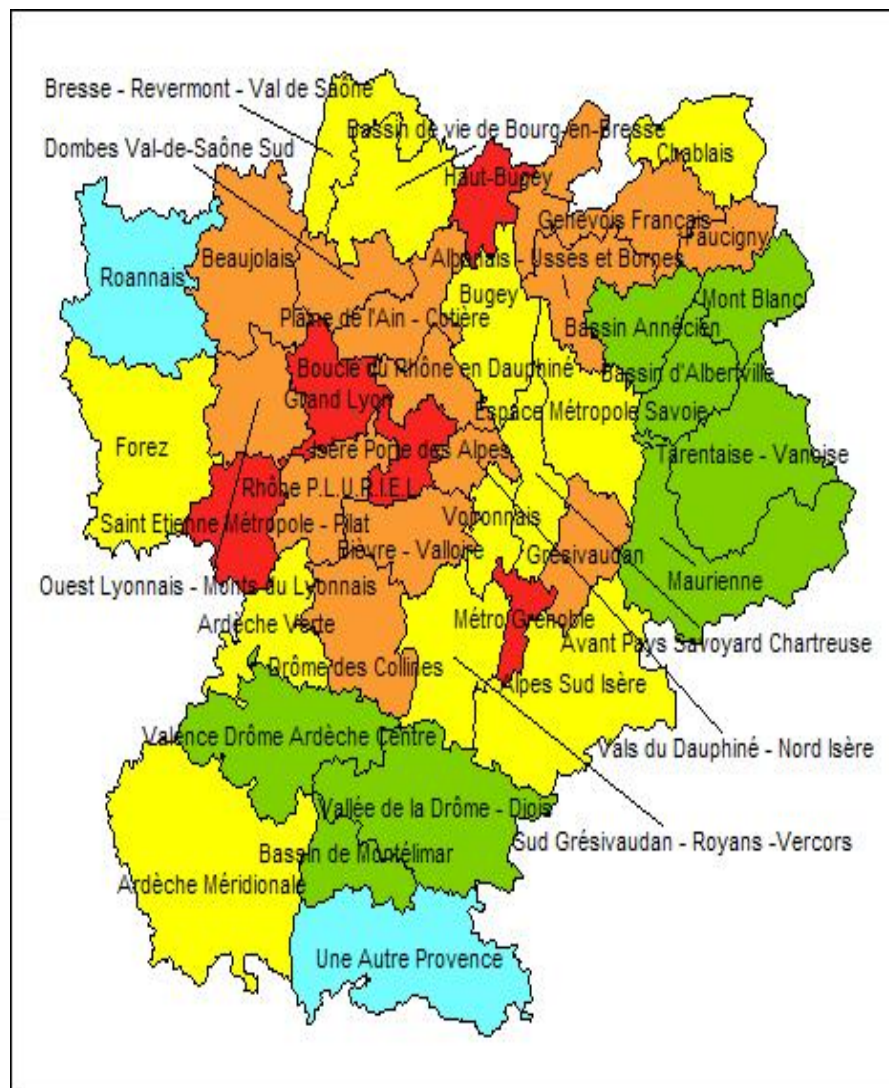 Bresse - Revermont - Val de Saône
Bassin de vie de Bourg-en-Bresse
Dombes Val-de-Saône Sud
Chablais
Haut-Bugey
Genevois Français
Faucigny
Beaujolais
Albanais - Usses et Bornes
Roannais
Bugey
Mont Blanc
Plaine de l'Ain - Cotière
Bassin Annécien
Boucle du Rhône en Dauphiné
Bassin d'Albertville
Grand Lyon
Espace Métropole Savoie
Forez
Isère Porte des Alpes
Tarentaise - Vanoise
Rhône P.L.U.R.I.E.L
Saint Etienne Métropole - Pilat
Voironnais
Bièvre - Valloire
Grésivaudan
Ouest Lyonnais - Monts du Lyonnais
Maurienne
Ardèche Verte
Métro Grenoble
Avant Pays Savoyard Chartreuse
Drôme des Collines
Alpes Sud Isère
Valence Drôme Ardèche Centre
Vals du Dauphiné - Nord Isère
Vallée de la Drôme - Diois
Sud Grésivaudan - Royans -Vercors
Bassin de Montélimar
Ardèche Méridionale
Une Autre Provence